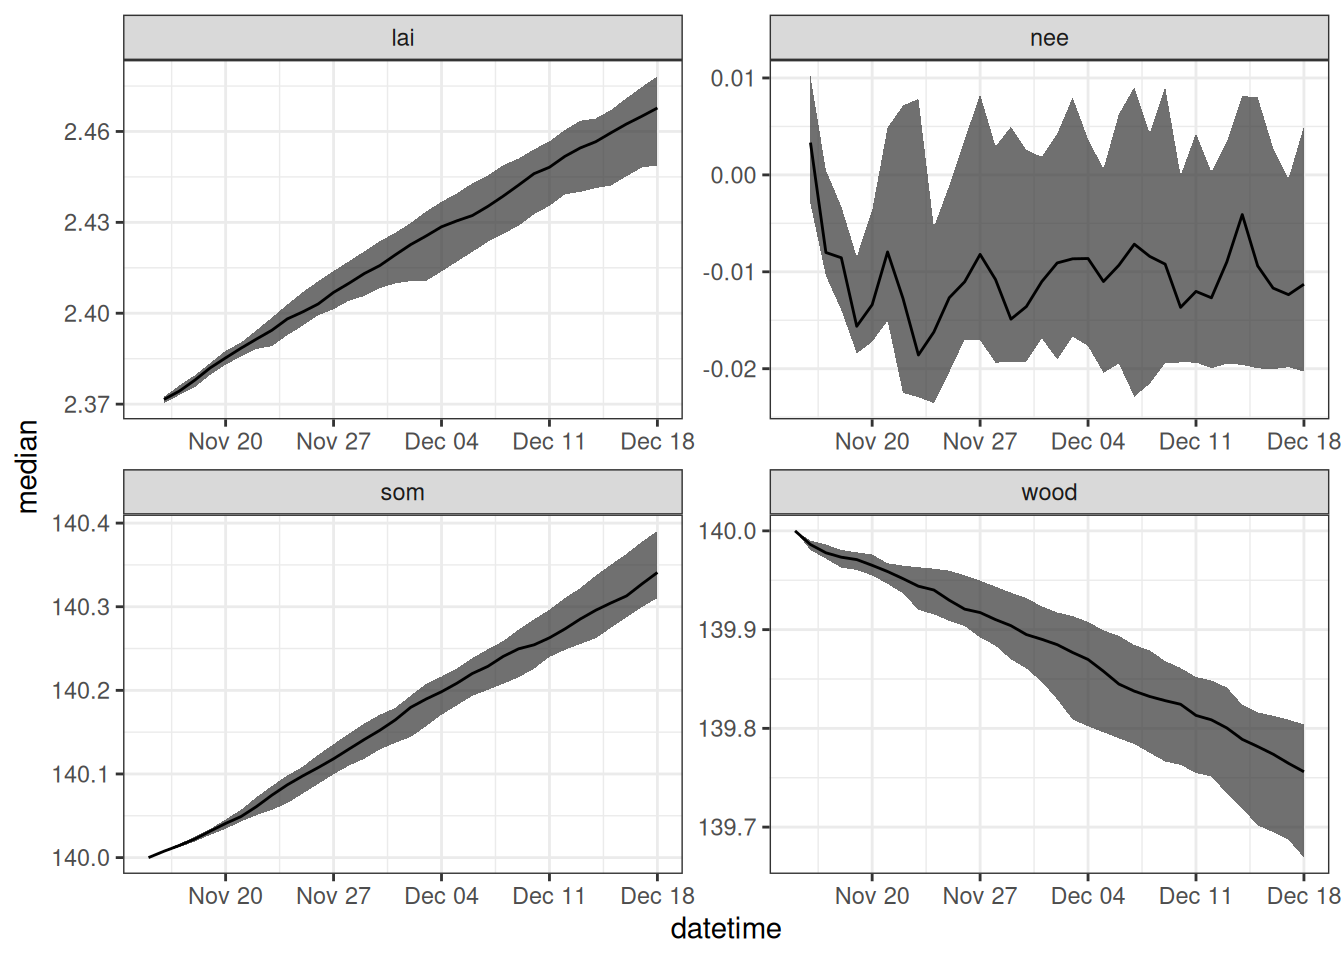 lai
nee
2.46
2.43
2.40
2.37
0.01
0.00
-0.01
-0.02
Nov 20 Nov 27 Dec 04 Dec 11 Dec 18
Nov 20 Nov 27 Dec 04 Dec 11 Dec 18
median
som
wood
140.4
140.3
140.2
140.1
140.0
140.0
139.9
139.8
139.7
Nov 20 Nov 27 Dec 04 Dec 11 Dec 18
Nov 20 Nov 27 Dec 04 Dec 11 Dec 18
datetime